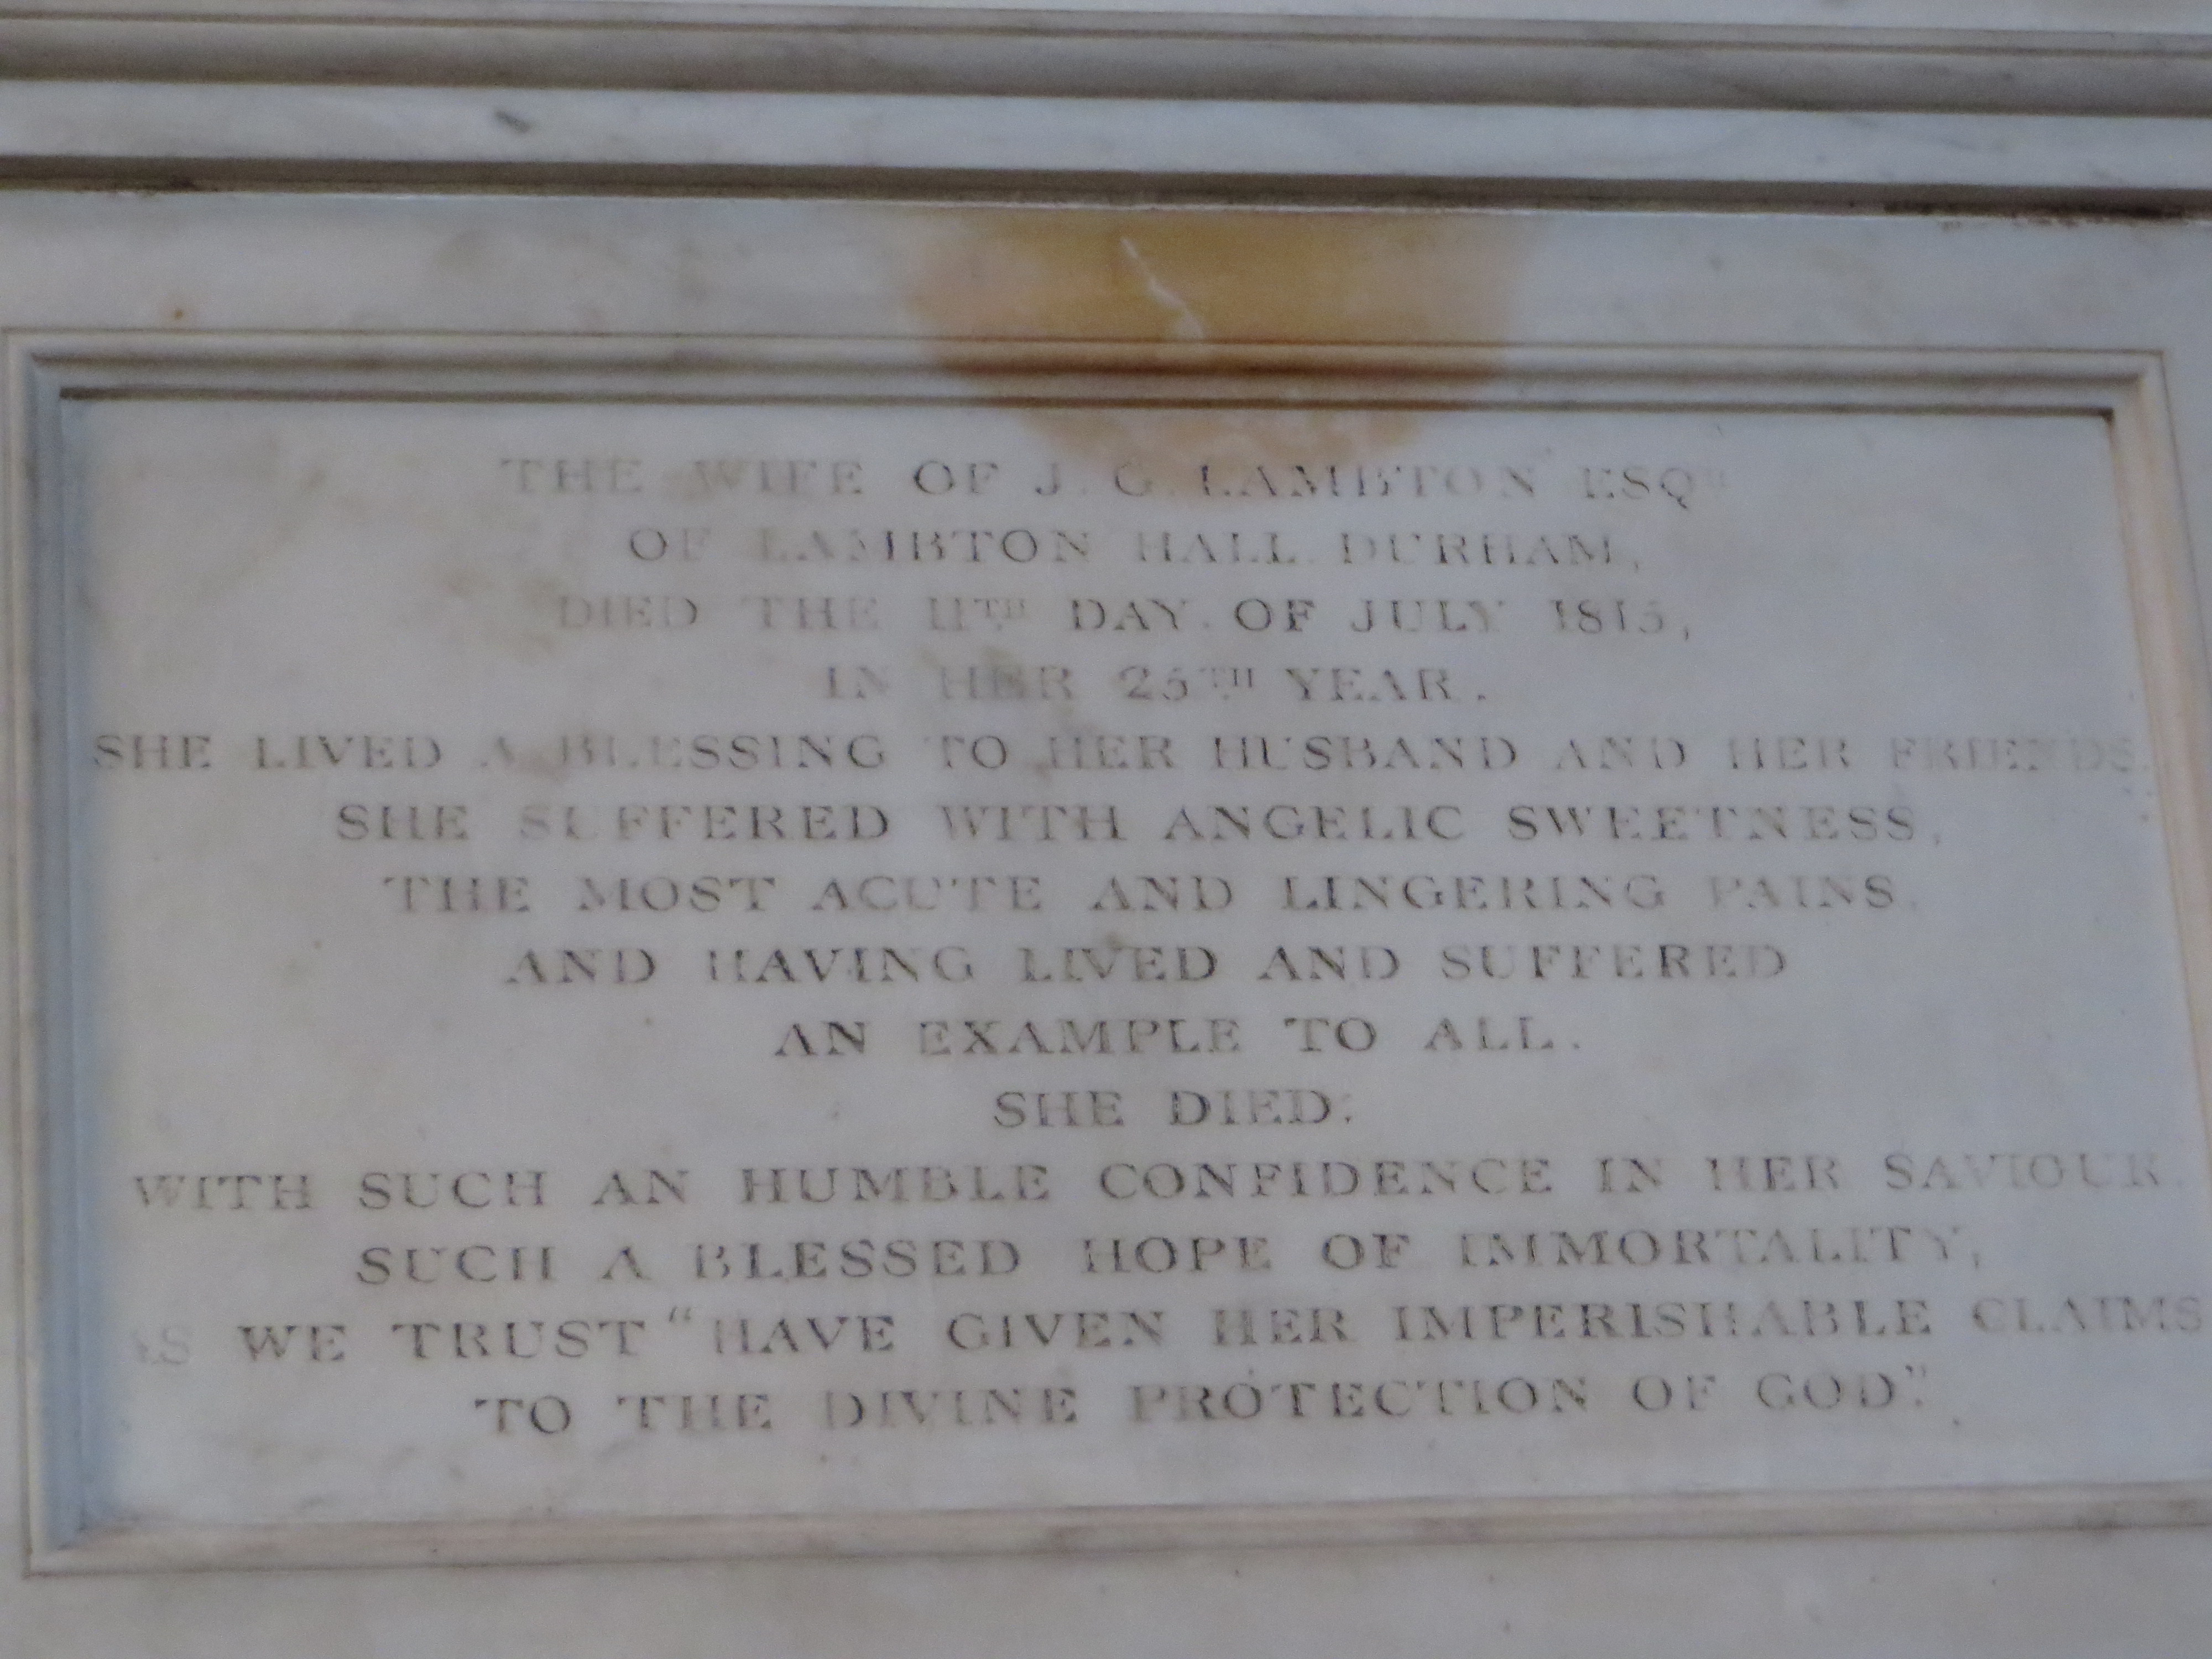 THE WIFE OF J. G. LAMBTON ESQR
OF LAMBTON HALL DURHAM,
DIED THE 11TH DAY OF JULY 1815,
IN HER 25TH YEAR.
SHE LIVED A BLESSING TO HER HUSBAND AND HER FRIENDS.
SHE SUFFERED WITH ANGELIC SWEETNESS,
THE MOST ACUTE AND LINGERING PAINS,
AND HAVING LIVED AND SUFFERED
AN EXAMPLE TO ALL.
SHE DIED:
WITH SUCH AN HUMBLE CONFIDENCE IN HER SAVIOUR,
SUCH A BLESSED HOPE OF IMMORTALITY,
AS WE TRUST "HAVE GIVEN HER IMPERISHABLE CLAIMS
TO THE DIVINE PROTECTION OF GOD".